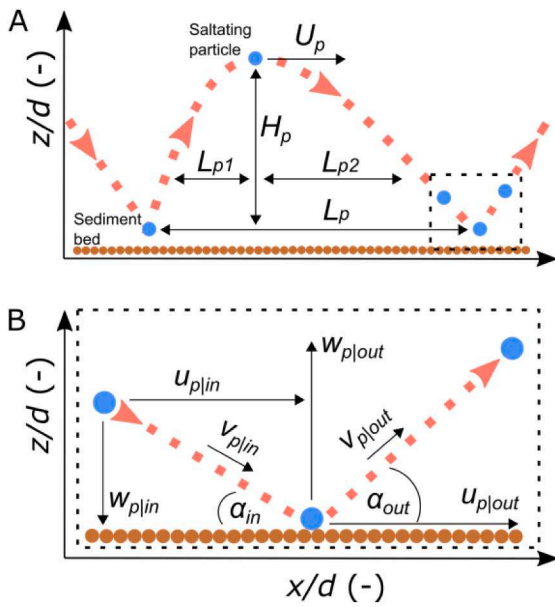 A
Saltating
particle
U_p
z/d (-)
H_p
L_p1
L_p2
L_p
Sediment
bed
B
w_p|out
u_p|in
z/d (-)
v_p|in
v_p|out
w_p|in
α_in
α_out
u_p|out
x/d (-)